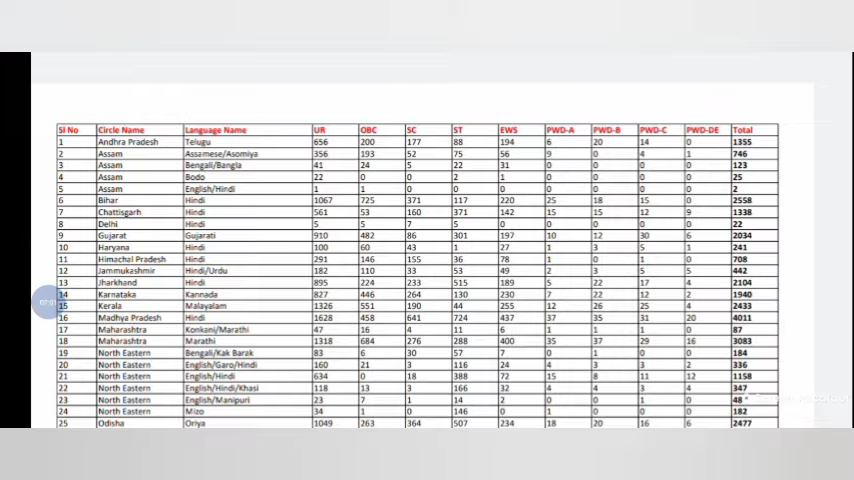 Sl No Circle Name Language Name UR OBC SC ST EWS PWD-A PWD-B PWD-C PWD-DE Total
1 Andhra Pradesh Telugu 656 200 177 88 194 6 20 14 0 1355
2 Assam Assamese/Asomiya 356 193 52 75 56 9 0 4 1 746
3 Assam Bengali/Bangla 41 24 5 22 31 0 0 0 0 123
4 Assam Bodo 22 0 0 2 1 0 0 0 0 25
5 Assam English/Hindi 1 1 0 0 0 0 0 0 0 2
6 Bihar Hindi 1067 725 371 117 220 25 18 15 0 2558
7 Chattisgarh Hindi 561 53 160 371 142 15 15 12 9 1338
8 Delhi Hindi 5 5 7 5 0 0 0 0 0 22
9 Gujarat Gujarati 910 482 86 301 197 10 12 30 6 2034
10 Haryana Hindi 100 60 43 1 27 1 3 5 1 241
11 Himachal Pradesh Hindi 291 146 155 36 78 1 0 1 0 708
12 Jammukashmir Hindi/Urdu 182 110 33 53 49 2 3 5 5 442
13 Jharkhand Hindi 895 224 233 515 189 5 22 17 4 2104
14 Karnataka Kannada 827 446 264 130 230 7 22 12 2 1940
15 Kerala Malayalam 1326 551 190 44 255 12 26 25 4 2433
16 Madhya Pradesh Hindi 1628 458 641 724 437 37 35 31 20 4011
17 Maharashtra Konkani/Marathi 47 16 4 11 6 1 1 1 0 87
18 Maharashtra Marathi 1318 684 276 288 400 35 37 29 16 3083
19 North Eastern Bengali/Kak Barak 83 6 30 57 7 0 1 0 0 184
20 North Eastern English/Garo/Hindi 160 21 3 116 24 4 3 3 2 336
21 North Eastern English/Hindi 634 0 18 388 72 15 8 11 12 1158
22 North Eastern English/Hindi/Khasi 118 13 3 166 32 4 4 3 4 347
23 North Eastern English/Manipuri 23 7 1 14 2 0 0 1 0 48
24 North Eastern Mizo 34 1 0 146 0 1 0 0 0 182
25 Odisha Oriya 1049 263 364 507 234 18 20 16 6 2477